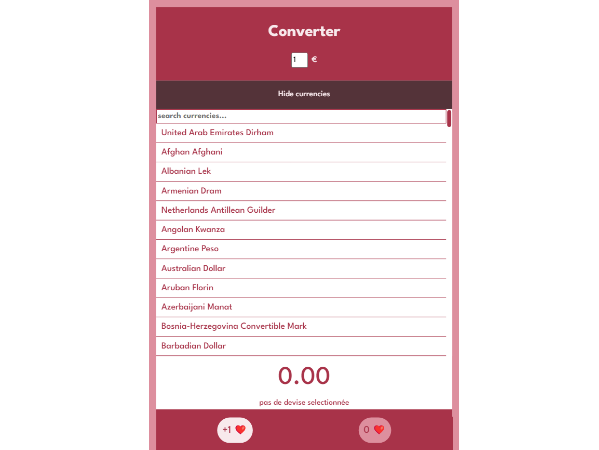 Converter
1 €
Hide currencies
search currencies...
United Arab Emirates Dirham
Afghan Afghani
Albanian Lek
Armenian Dram
Netherlands Antillean Guilder
Angolan Kwanza
Argentine Peso
Australian Dollar
Aruban Florin
Azerbaijani Manat
Bosnia-Herzegovina Convertible Mark
Barbadian Dollar
0.00
pas de devise selectionnée
+1 ❤️ 0 ❤️